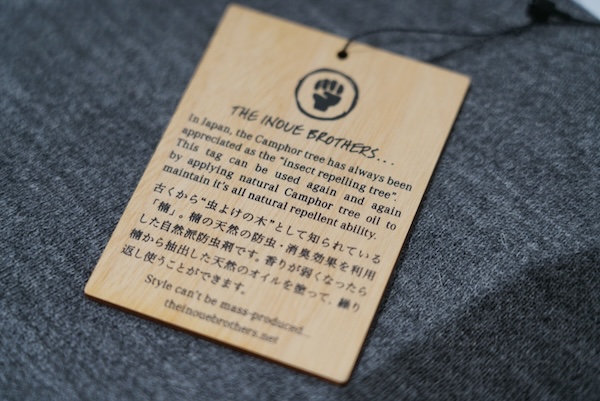 THE INOUE BROTHERS...
In Japan, the Camphor tree has always been
appreciated as the "insect repelling tree".
This tag can be used again and again
by applying natural Camphor tree oil to
maintain it's all natural repellent ability.
古くから“虫よけの木”として知られている
「楠」。楠の天然の防虫・消臭効果を利用
した自然派防虫剤です。香りが弱くなったら
楠から抽出した天然のオイルを塗って、繰り
返し使うことができます。
Style can't be mass-produced...
theinouebrothers.net